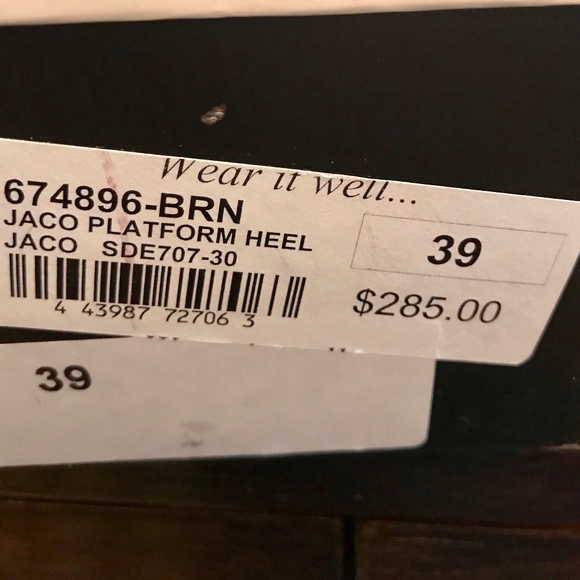 Wear it well...
674896-BRN
JACO PLATFORM HEEL
JACO SDE707-30
39
4 43987 72706 3
$285.00
39